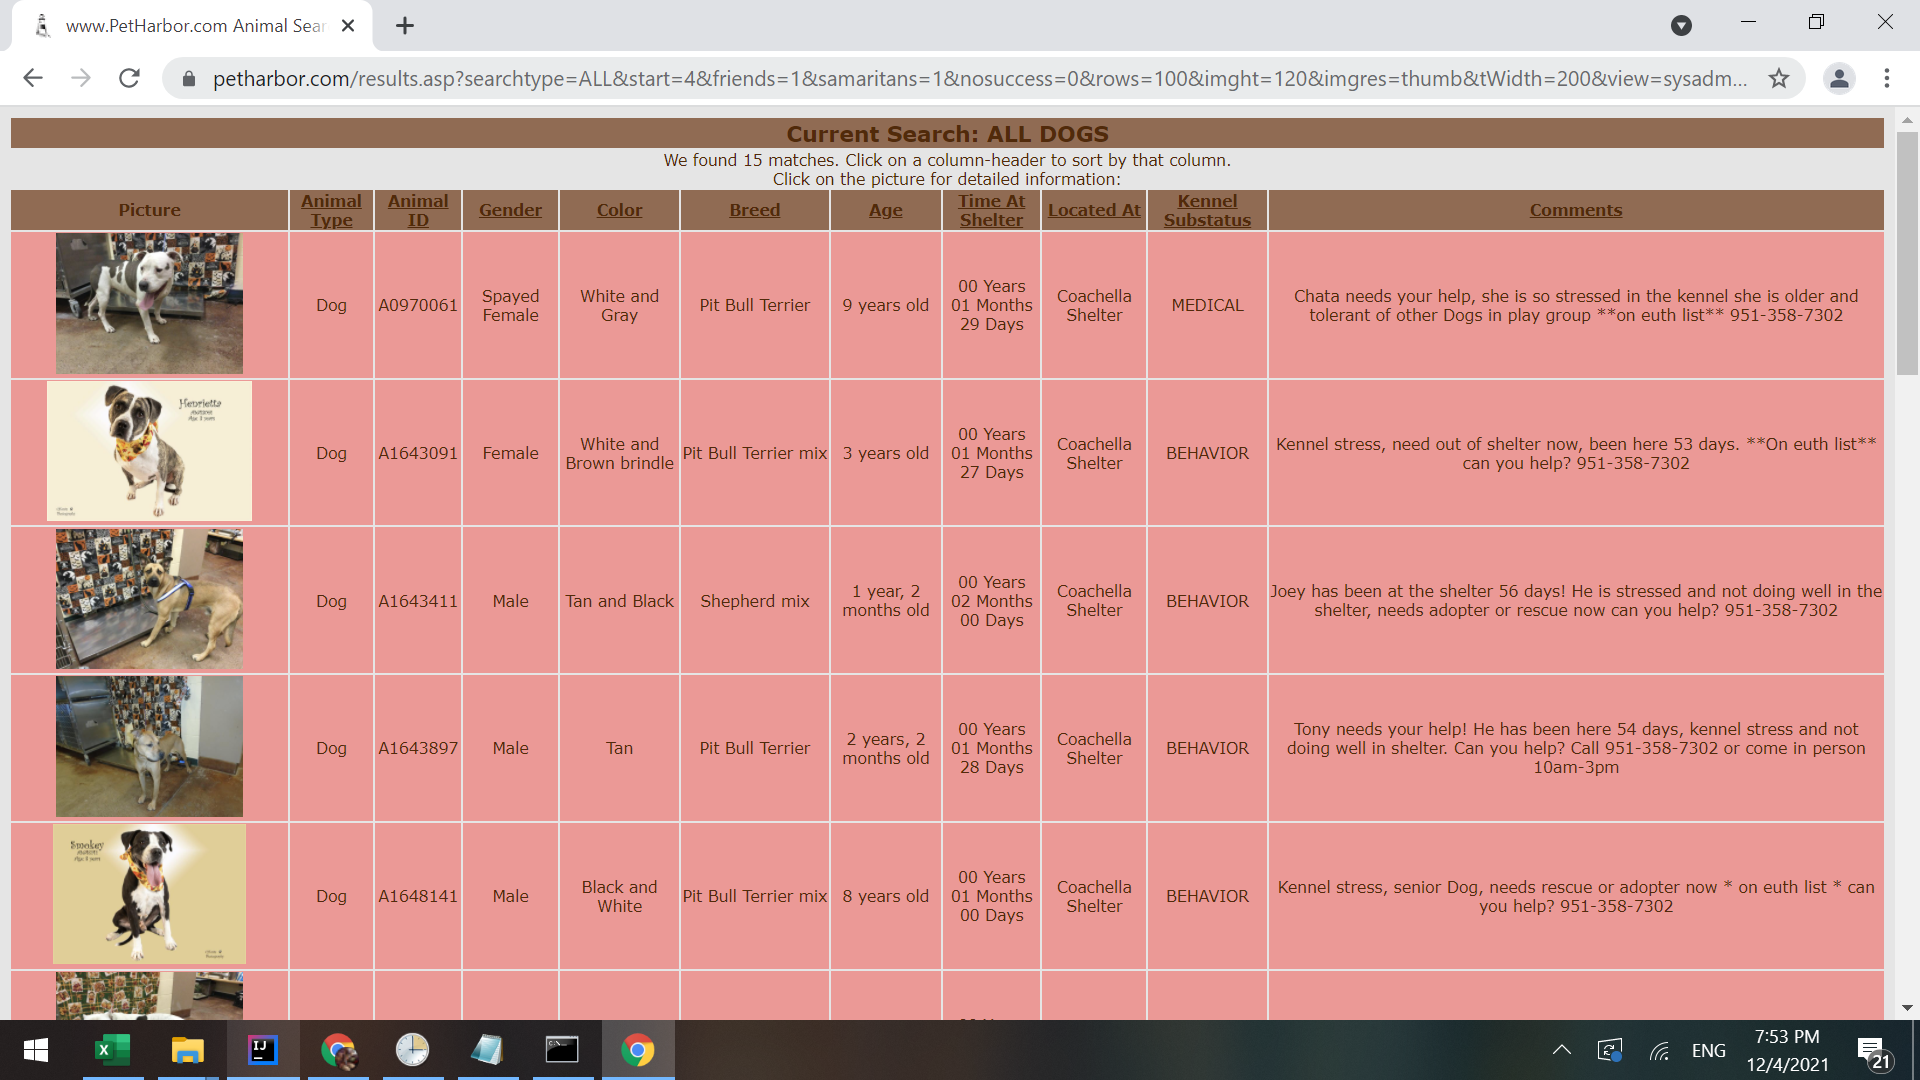 www.PetHarbor.com Animal Sear
petharbor.com/results.asp?searchtype=ALL&start=4&friends=1&samaritans=1&nosuccess=0&rows=100&imght=120&imgres=thumb&tWidth=200&view=sysadm...
Current Search: ALL DOGS
We found 15 matches. Click on a column-header to sort by that column.
Click on the picture for detailed information:
Picture
Animal
Type
Animal
ID
Gender
Color
Breed
Age
Time At
Shelter
Located At
Kennel
Substatus
Comments
Dog
A0970061
Spayed
Female
White and
Gray
Pit Bull Terrier
9 years old
00 Years
01 Months
29 Days
Coachella
Shelter
MEDICAL
Chata needs your help, she is so stressed in the kennel she is older and
tolerant of other Dogs in play group **on euth list** 951-358-7302
Henrietta
Dog
A1643091
Female
White and
Brown brindle
Pit Bull Terrier mix
3 years old
00 Years
01 Months
27 Days
Coachella
Shelter
BEHAVIOR
Kennel stress, need out of shelter now, been here 53 days. **On euth list**
can you help? 951-358-7302
Dog
A1643411
Male
Tan and Black
Shepherd mix
1 year, 2
months old
00 Years
02 Months
00 Days
Coachella
Shelter
BEHAVIOR
Joey has been at the shelter 56 days! He is stressed and not doing well in the
shelter, needs adopter or rescue now can you help? 951-358-7302
Dog
A1643897
Male
Tan
Pit Bull Terrier
2 years, 2
months old
00 Years
01 Months
28 Days
Coachella
Shelter
BEHAVIOR
Tony needs your help! He has been here 54 days, kennel stress and not
doing well in shelter. Can you help? Call 951-358-7302 or come in person
10am-3pm
Smokey
Dog
A1648141
Male
Black and
White
Pit Bull Terrier mix
8 years old
00 Years
01 Months
00 Days
Coachella
Shelter
BEHAVIOR
Kennel stress, senior Dog, needs rescue or adopter now * on euth list * can
you help? 951-358-7302
ENG
7:53 PM
12/4/2021
21